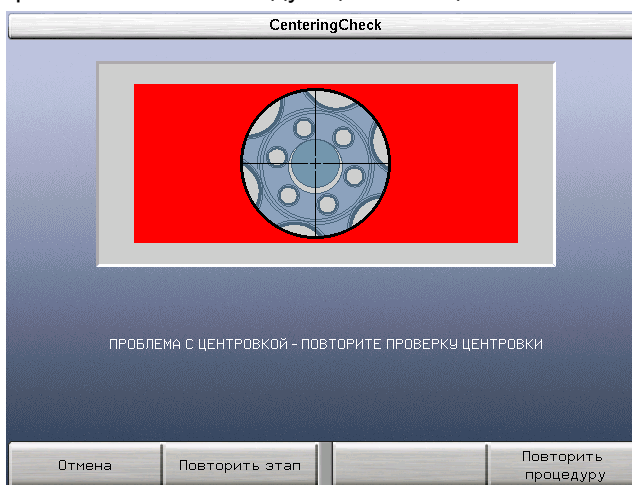 CenteringCheck
ПРОБЛЕМА С ЦЕНТРОВКОЙ - ПОВТОРИТЕ ПРОВЕРКУ ЦЕНТРОВКИ
Отмена
Повторить этап
Повторить
процедуру